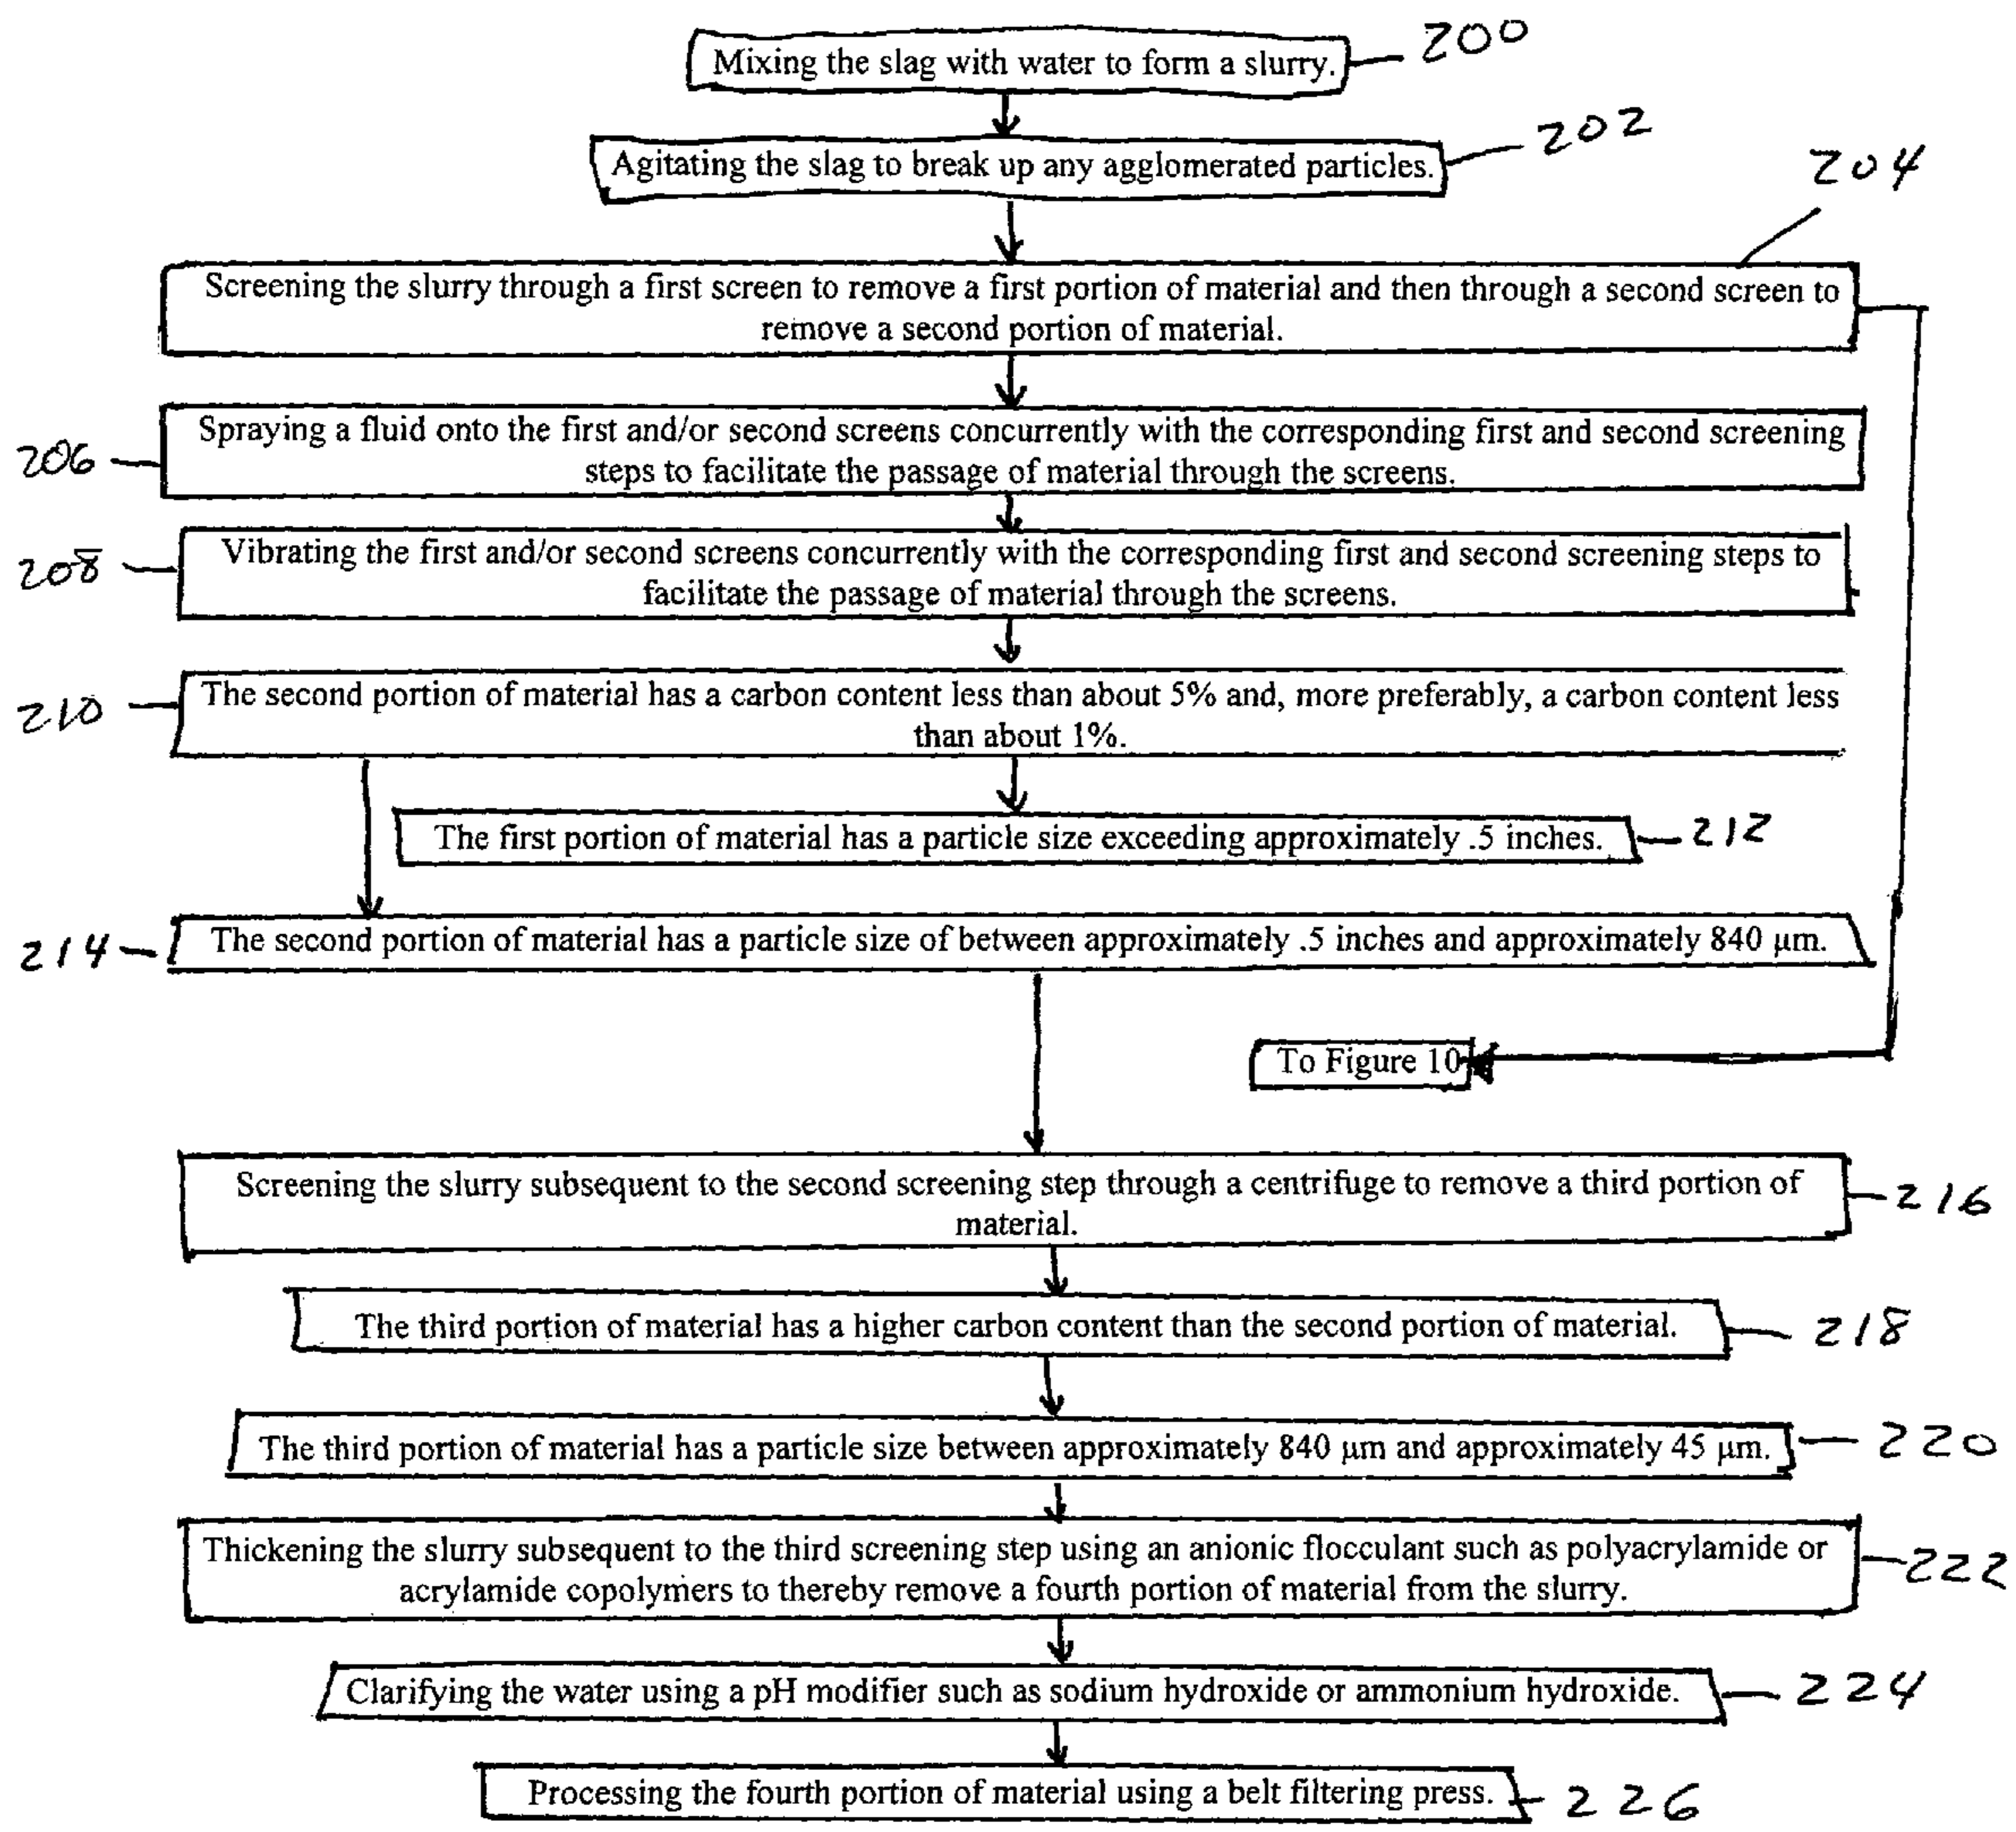 Mixing the slag with water to form a slurry.
200
Agitating the slag to break up any agglomerated particles.
202
204
Screening the slurry through a first screen to remove a first portion of material and then through a second screen to
remove a second portion of material.
206
Spraying a fluid onto the first and/or second screens concurrently with the corresponding first and second screening
steps to facilitate the passage of material through the screens.
208
Vibrating the first and/or second screens concurrently with the corresponding first and second screening steps to
facilitate the passage of material through the screens.
210
The second portion of material has a carbon content less than about 5% and, more preferably, a carbon content less
than about 1%.
The first portion of material has a particle size exceeding approximately .5 inches.
212
214
The second portion of material has a particle size of between approximately .5 inches and approximately 840 μm.
To Figure 10
Screening the slurry subsequent to the second screening step through a centrifuge to remove a third portion of
material.
216
The third portion of material has a higher carbon content than the second portion of material.
218
The third portion of material has a particle size between approximately 840 μm and approximately 45 μm.
220
Thickening the slurry subsequent to the third screening step using an anionic flocculant such as polyacrylamide or
acrylamide copolymers to thereby remove a fourth portion of material from the slurry.
222
Clarifying the water using a pH modifier such as sodium hydroxide or ammonium hydroxide.
224
Processing the fourth portion of material using a belt filtering press.
226